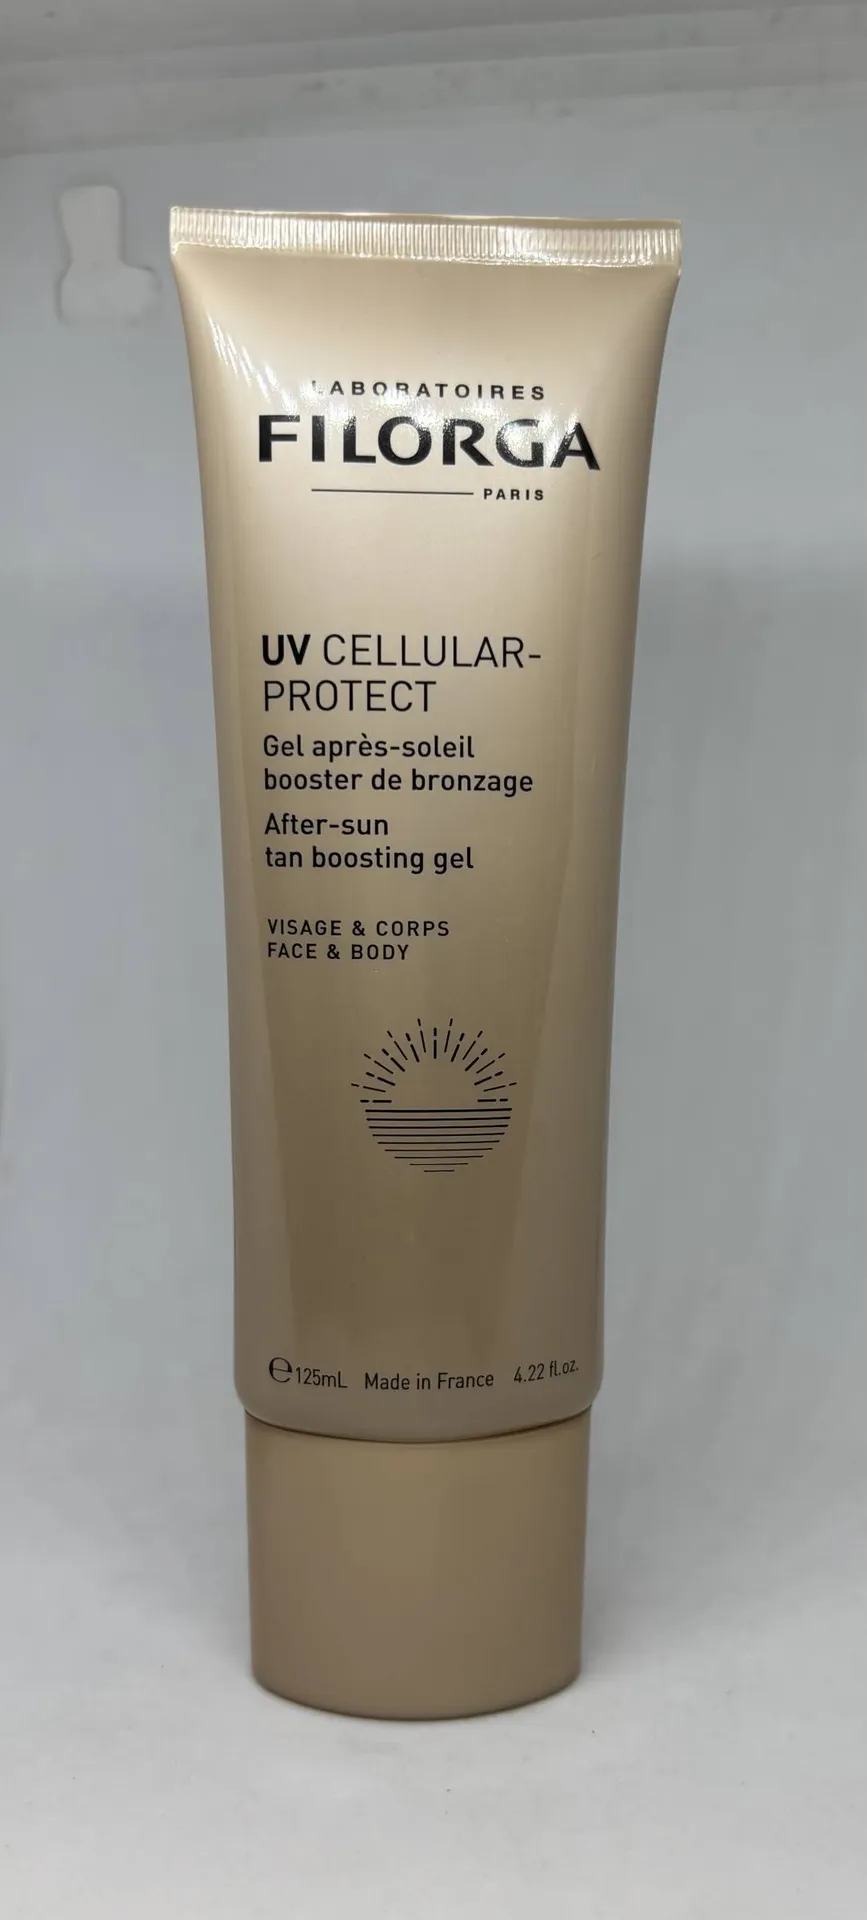 LABORATOIRES
FILORGA
PARIS
UV CELLULAR-
PROTECT
Gel après-soleil
booster de bronzage
After-sun
tan boosting gel
VISAGE & CORPS
FACE & BODY
℮125mL Made in France 4.22 fl.oz.